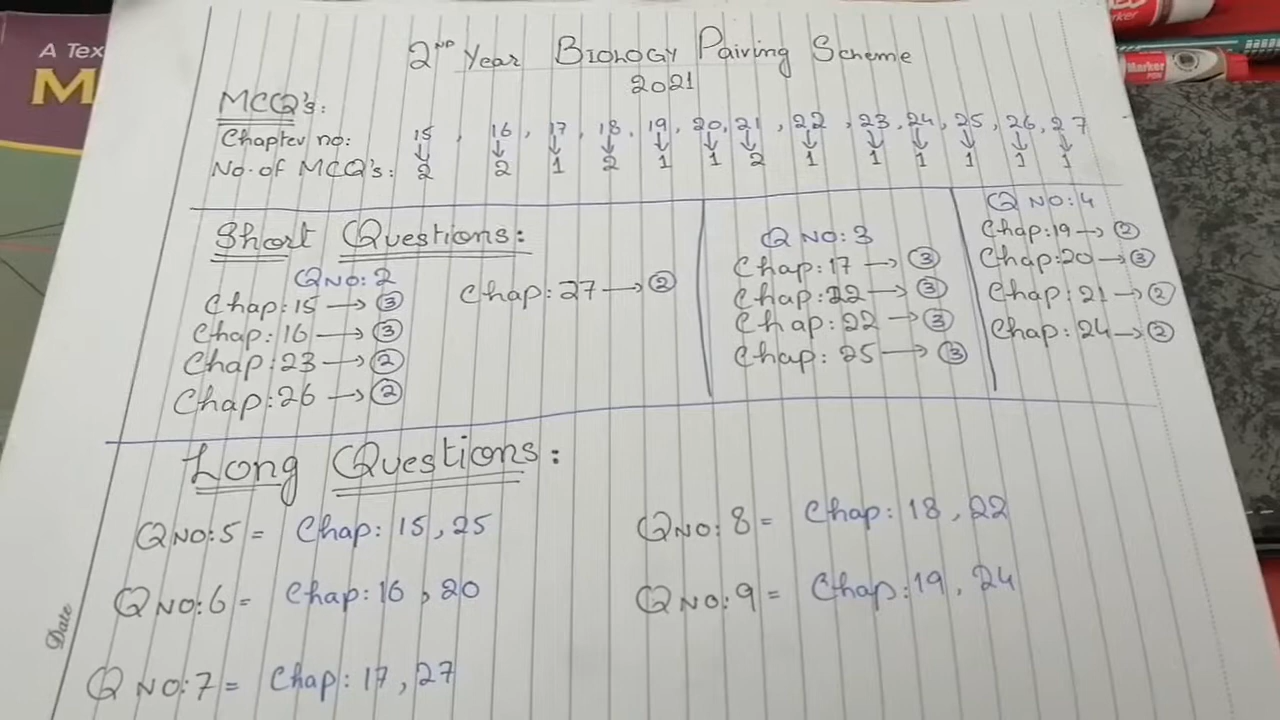 A Tex
M
Marker
2ND Year Biology Pairing Scheme
2021
MCQ's:
Chapter no: 15, 16, 17, 18, 19, 20, 21, 22, 23, 24, 25, 26, 27
↓ ↓ ↓ ↓ ↓ ↓ ↓ ↓ ↓ ↓ ↓ ↓ ↓
No. of MCQ's: 2 2 1 2 1 1 2 1 1 1 1 1 1
Short Questions:
Q NO: 2
Chap: 15 → ③
Chap: 16 → ③
Chap: 23 → ②
Chap: 26 → ②
Chap: 27 → ②
Q NO: 3
Chap: 17 → ③
Chap: 22 → ③
Chap: 22 → ③
Chap: 25 → ③
Q NO: 4
Chap: 19 → ②
Chap: 20 → ③
Chap: 21 → ②
Chap: 24 → ②
Long Questions:
Q NO: 5 = Chap: 15, 25
Q NO: 6 = Chap: 16, 20
Q NO: 7 = Chap: 17, 27
Q NO: 8 = Chap: 18, 22
Q NO: 9 = Chap: 19, 24
Date